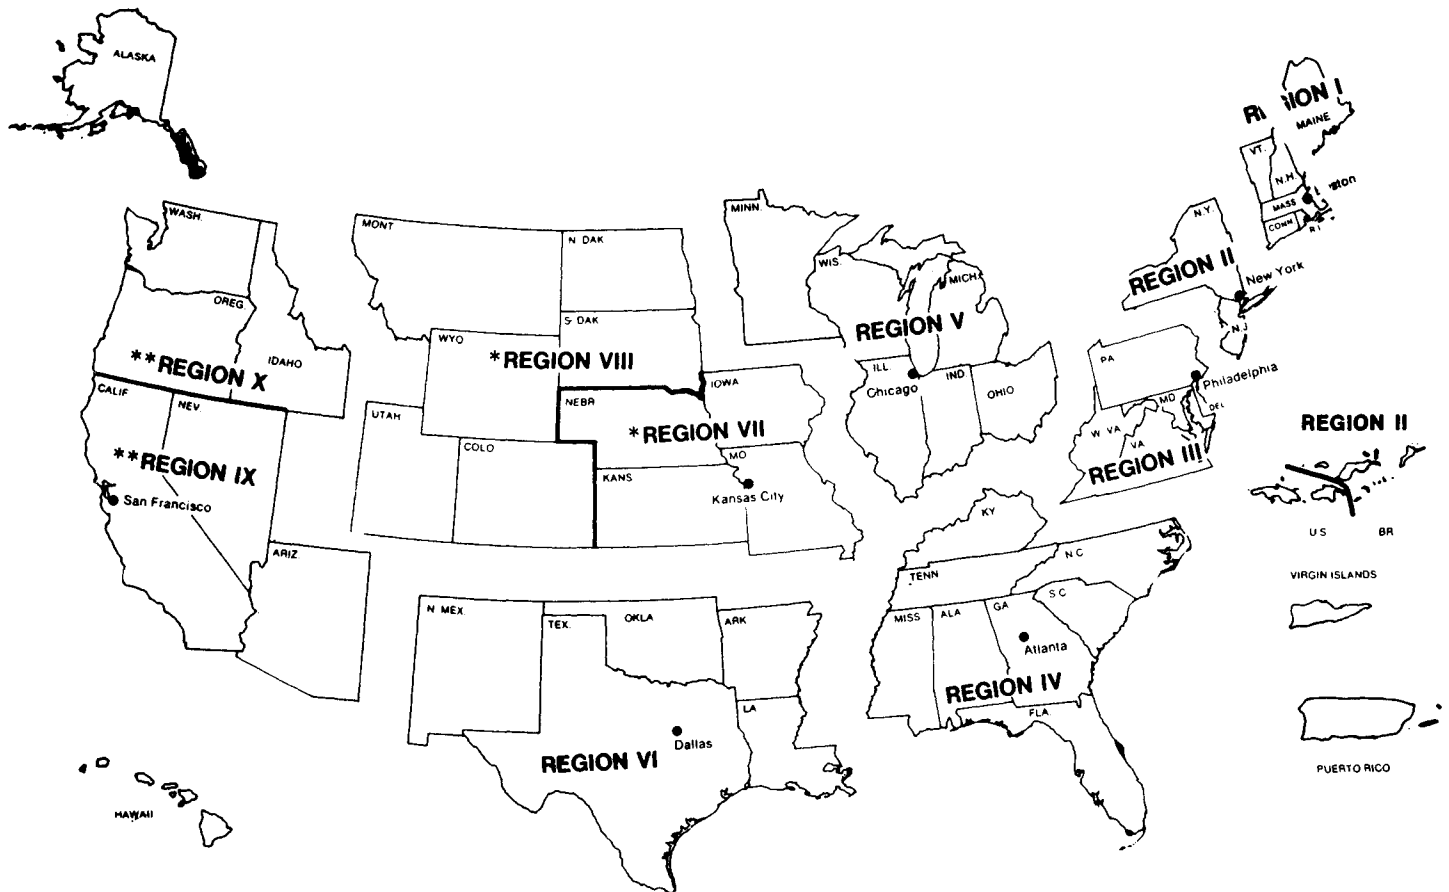 ALASKA
WASH.
OREG.
IDAHO
**REGION X
MONT
N DAK
S DAK
WYO
*REGION VIII
UTAH
COLO
CALIF
NEV.
**REGION IX
San Francisco
ARIZ
HAWAII
NEBR
IOWA
*REGION VII
KANS
MO
Kansas City
MINN.
WIS.
MICH.
REGION V
ILL
IND
OHIO
Chicago
N MEX.
TEX.
OKLA
ARK
LA
Dallas
REGION VI
KY
TENN
N.C
S C
MISS
ALA
GA
Atlanta
REGION IV
FLA.
PA
MD
DEL
W VA
VA
Philadelphia
REGION III
N.Y.
REGION II
New York
N.J.
REGION I
MAINE
VT.
N.H.
MASS
CONN
R I
REGION II
U S
BR
VIRGIN ISLANDS
PUERTO RICO